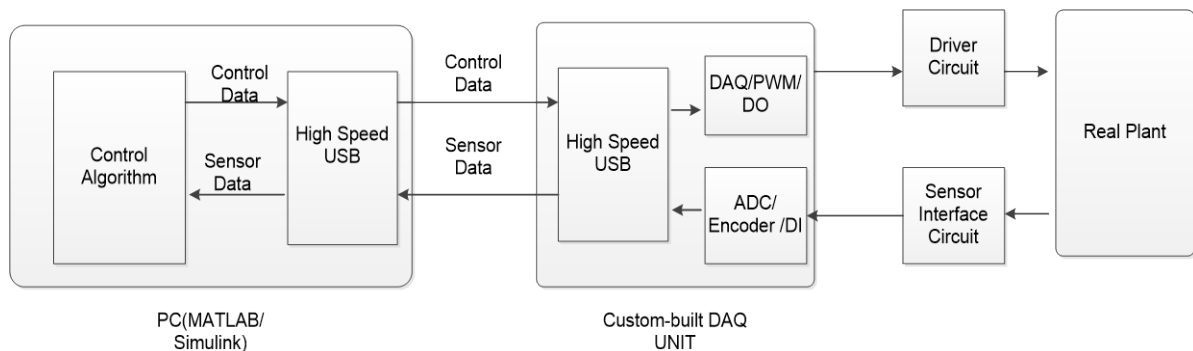 Control
Data
Sensor
Data
Control
Algorithm
High Speed
USB
PC(MATLAB/
Simulink)
Control
Data
Sensor
Data
High Speed
USB
DAQ/PWM/
DO
ADC/
Encoder /DI
Custom-built DAQ
UNIT
Driver
Circuit
Sensor
Interface
Circuit
Real Plant